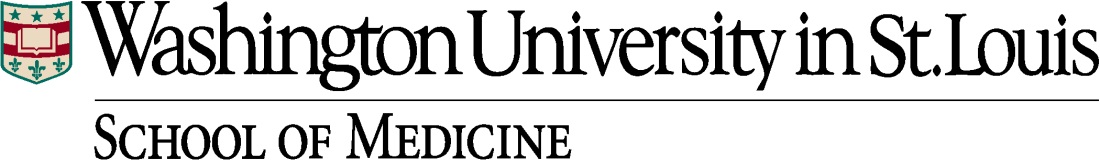 Washington University in St. Louis
SCHOOL OF MEDICINE